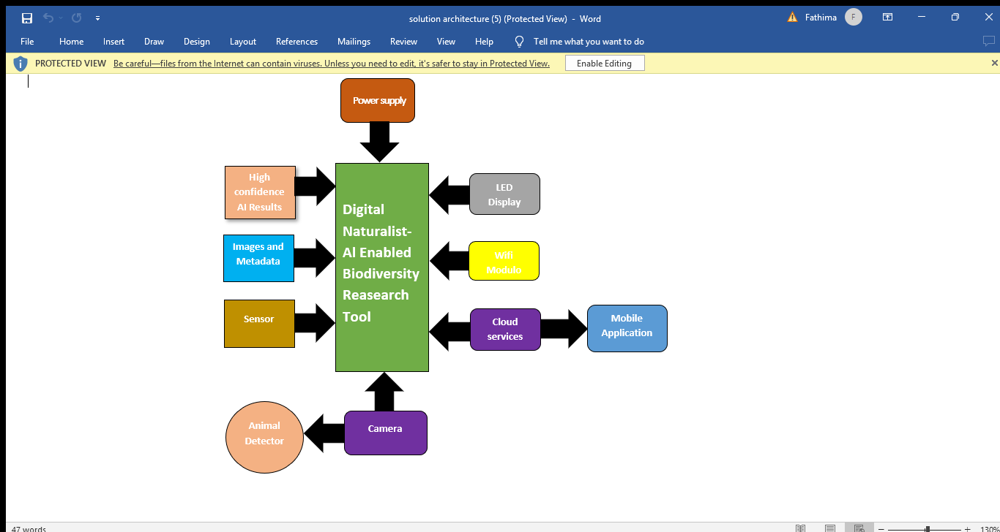 solution architecture (5) (Protected View) - Word
Fathima
F
File Home Insert Draw Design Layout References Mailings Review View Help Tell me what you want to do
PROTECTED VIEW Be careful—files from the Internet can contain viruses. Unless you need to edit, it's safer to stay in Protected View. Enable Editing
Power supply
High
confidence
AI Results
LED
Display
Digital
Naturalist-
AI Enabled
Biodiversity
Reasearch
Tool
Images and
Metadata
Wifi
Modulo
Sensor
Cloud
services
Mobile
Application
Animal
Detector
Camera
47 words
130%